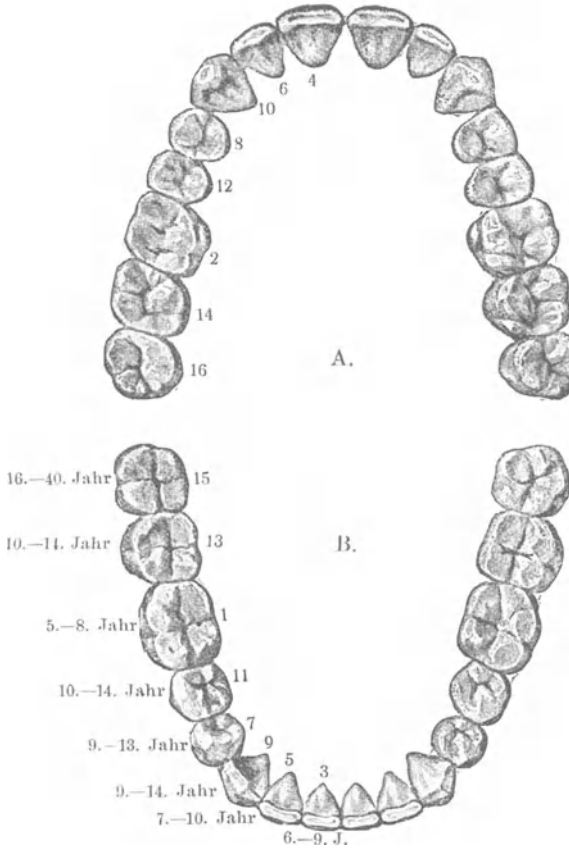 4
6
10
8
12
2
14
A.
16
16.—40. Jahr 15
10.—14. Jahr 13
B.
5.—8. Jahr 1
10.—14. Jahr 11
9.—13. Jahr 7
9
5
3
9.—14. Jahr
7.—10. Jahr
6.—9. J.